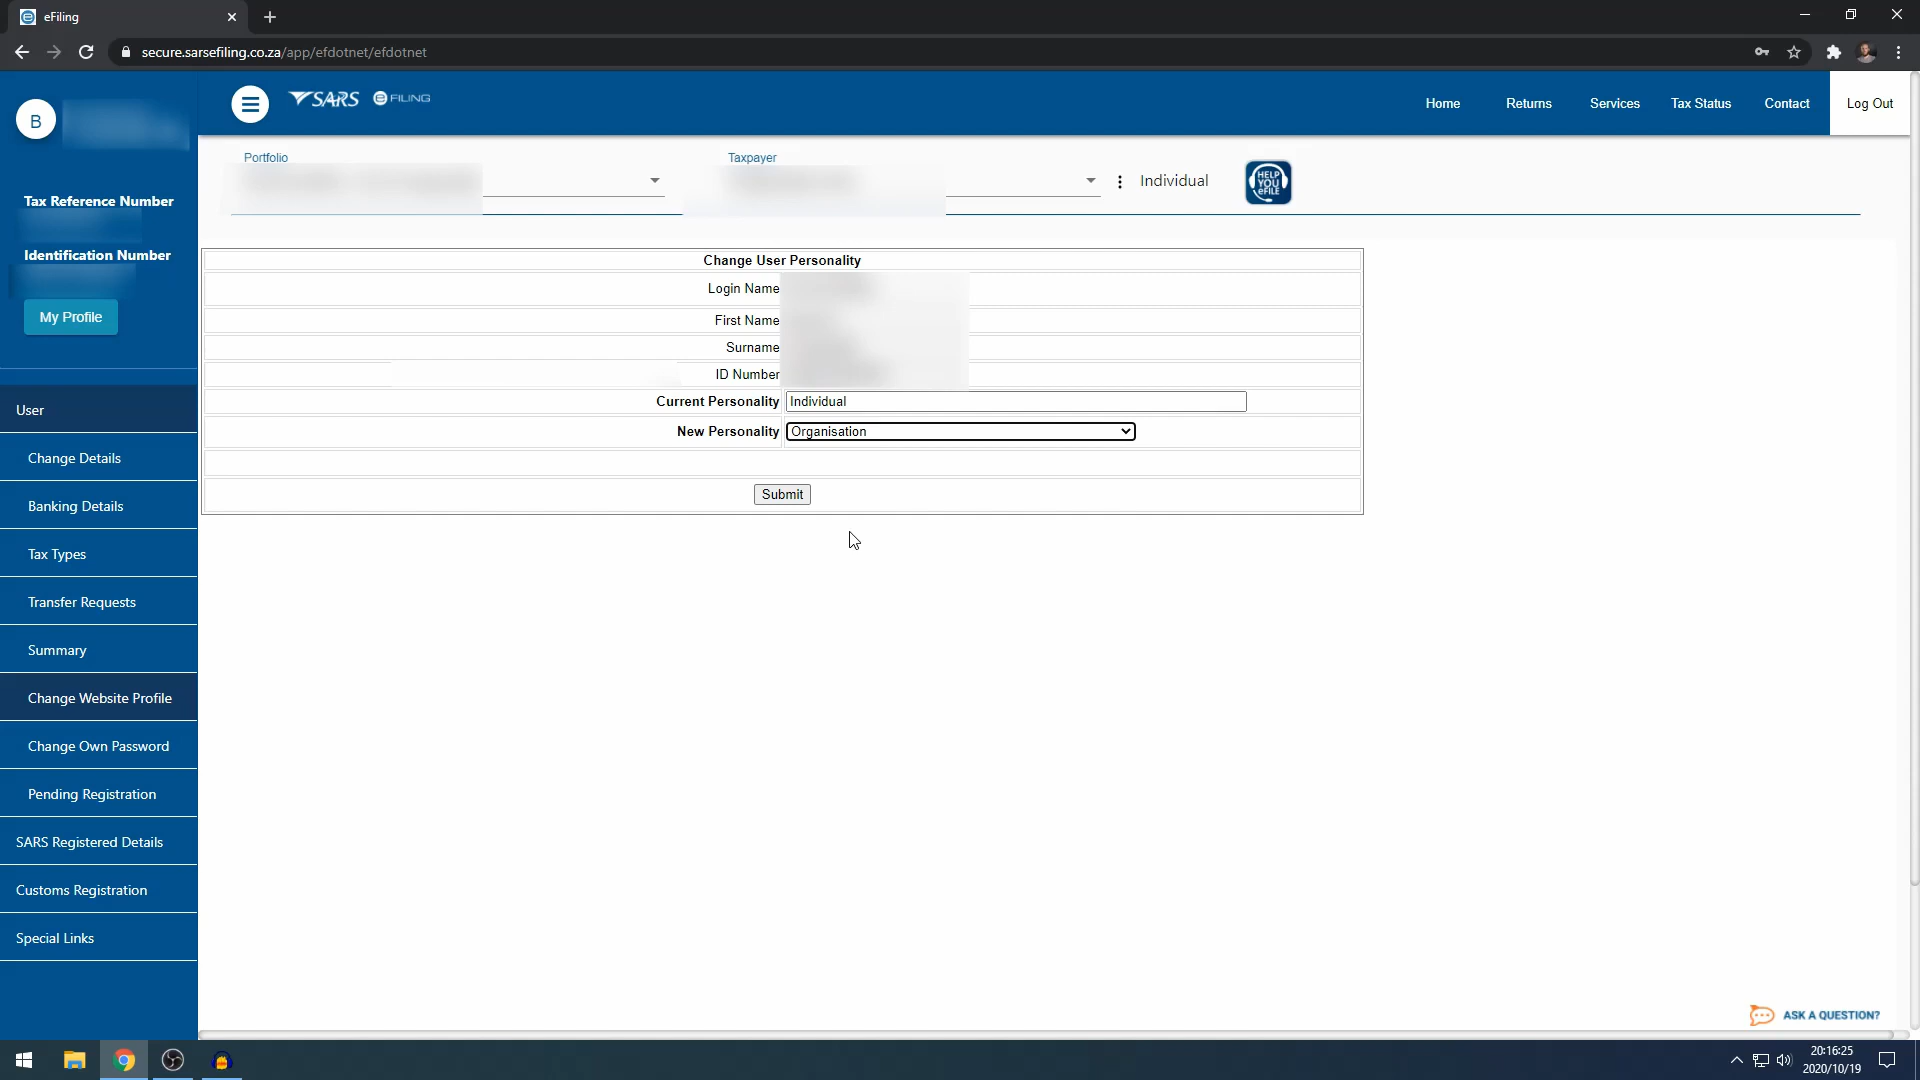 eFiling
secure.sarsefiling.co.za/app/efdotnet/efdotnet
B
SARS eFILING
Home
Returns
Services
Tax Status
Contact
Log Out
Portfolio
Taxpayer
Individual
HELP
YOU
eFILE
Tax Reference Number
Identification Number
My Profile
User
Change Details
Banking Details
Tax Types
Transfer Requests
Summary
Change Website Profile
Change Own Password
Pending Registration
SARS Registered Details
Customs Registration
Special Links
Change User Personality
Login Name
First Name
Surname
ID Number
Current Personality Individual
New Personality Organisation
Submit
ASK A QUESTION?
20:16:25
2020/10/19